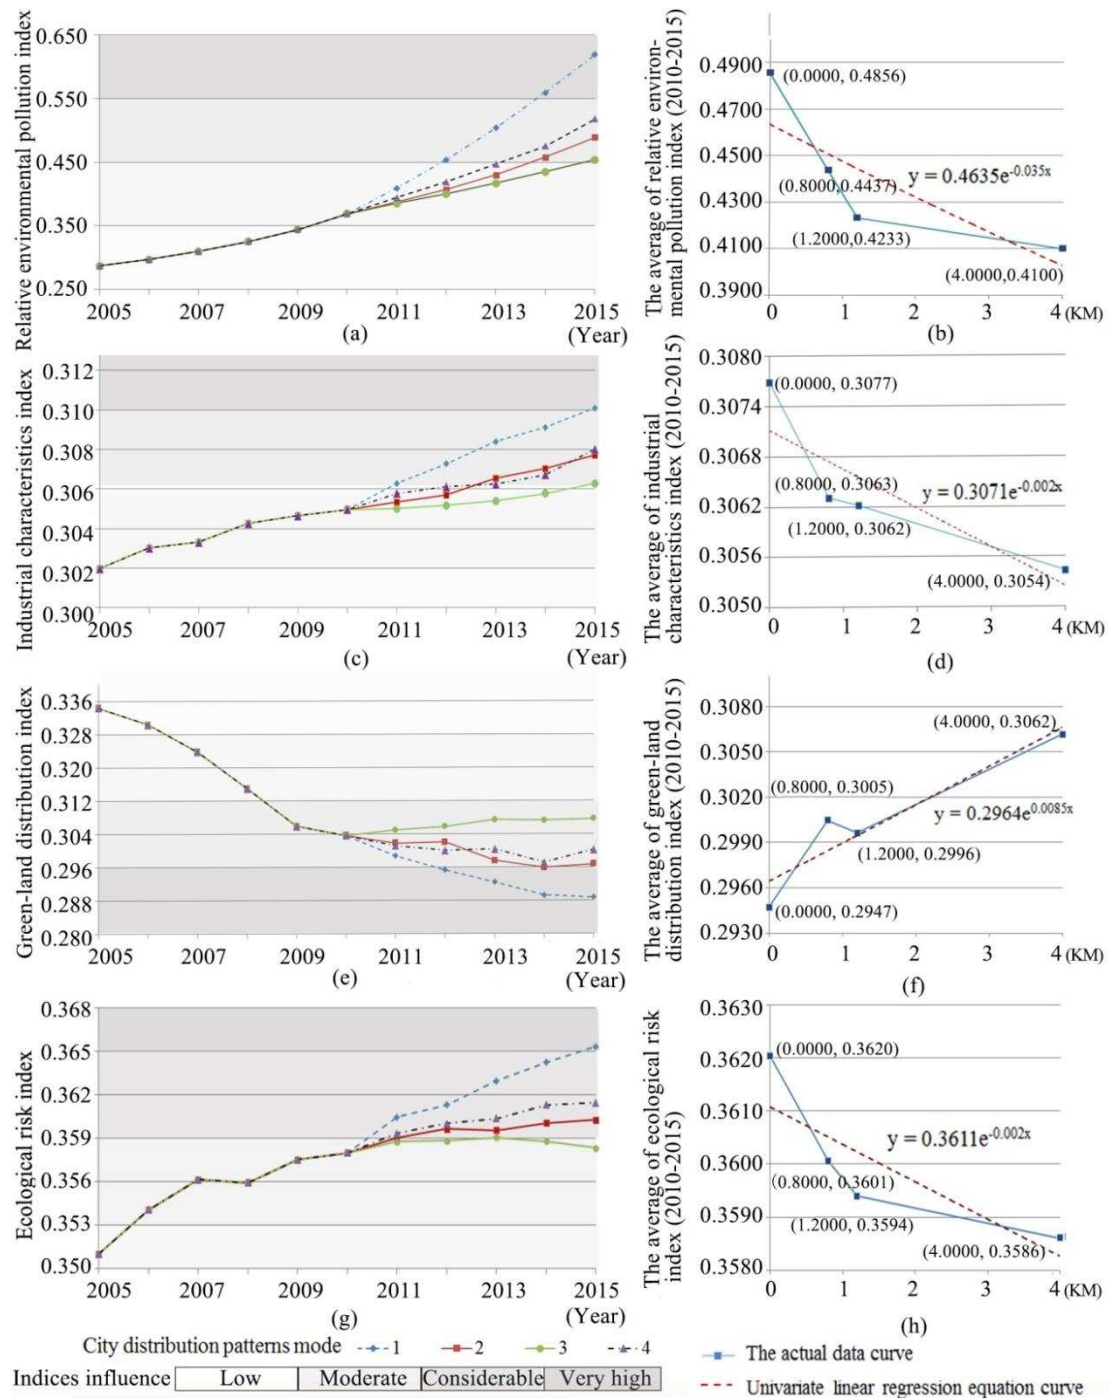 Relative environmental pollution index
0.650
0.550
0.450
0.350
0.250
2005 2007 2009 2011 2013 2015
(a) (Year)
The average of relative environ-
mental pollution index (2010-2015)
0.4900
0.4700
0.4500
0.4300
0.4100
0.3900
(0.0000, 0.4856)
(0.8000,0.4437)
y = 0.4635e-0.035x
(1.2000,0.4233)
(4.0000,0.4100)
0 1 2 3 4 (KM)
(b)
Industrial characteristics index
0.312
0.310
0.308
0.306
0.304
0.302
0.300
2005 2007 2009 2011 2013 2015
(c) (Year)
The average of industrial
characteristics index (2010-2015)
0.3080
0.3074
0.3068
0.3062
0.3056
0.3050
(0.0000, 0.3077)
(0.8000, 0.3063)
y = 0.3071e-0.002x
(1.2000, 0.3062)
(4.0000, 0.3054)
0 1 2 3 4 (KM)
(d)
Green-land distribution index
0.336
0.328
0.320
0.312
0.304
0.296
0.288
0.280
2005 2007 2009 2011 2013 2015
(e) (Year)
The average of green-land
distribution index (2010-2015)
0.3080
0.3050
0.3020
0.2990
0.2960
0.2930
(4.0000, 0.3062)
(0.8000, 0.3005)
y = 0.2964e0.0085x
(1.2000, 0.2996)
(0.0000, 0.2947)
0 1 2 3 4 (KM)
(f)
Ecological risk index
0.368
0.365
0.362
0.359
0.356
0.353
0.350
2005 2007 2009 2011 2013 2015
(g) (Year)
The average of ecological risk
index (2010-2015)
0.3630
0.3620
0.3610
0.3600
0.3590
0.3580
(0.0000, 0.3620)
y = 0.3611e-0.002x
(0.8000, 0.3601)
(1.2000, 0.3594)
(4.0000, 0.3586)
0 1 2 3 4 (KM)
(h)
City distribution patterns mode 1 2 3 4
Indices influence Low Moderate Considerable Very high
The actual data curve
Univariate linear regression equation curve